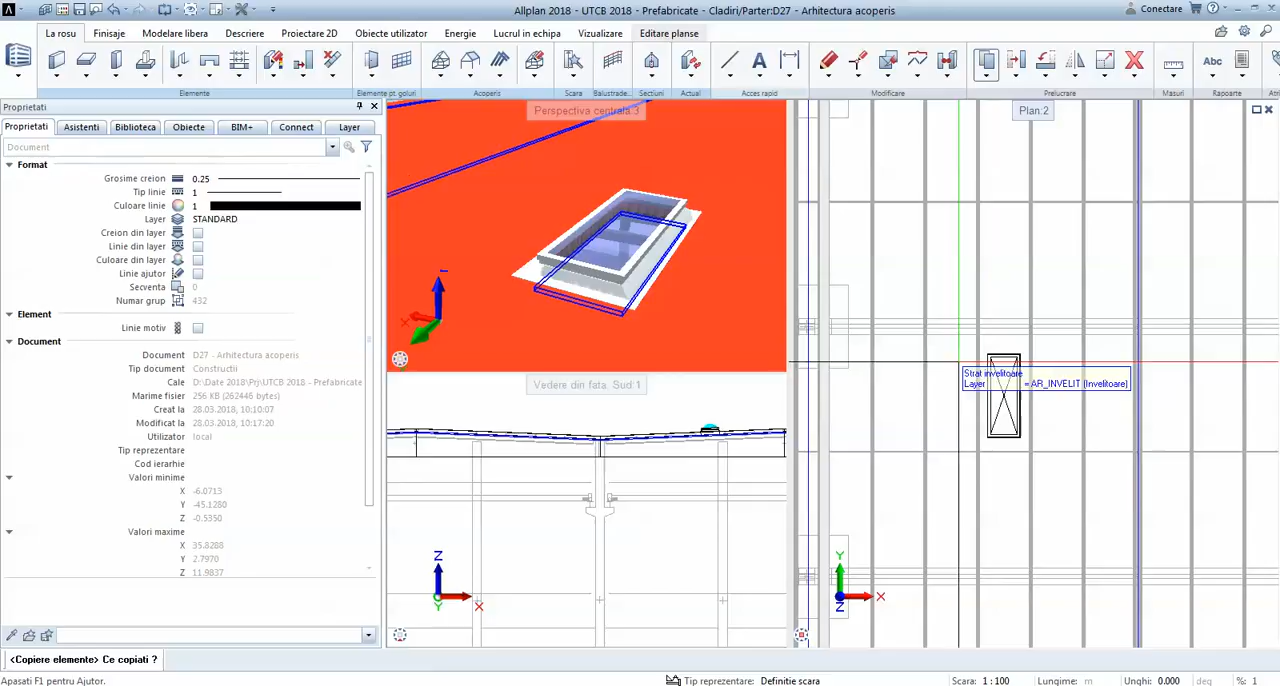 Allplan 2018 - UTCB 2018 - Prefabricate - Cladiri/Parter:D27 - Arhitectura acoperis
Conectare
La rosu Finisaje Modelare libera Descriere Proiectare 2D Obiecte utilizator Energie Lucrul in echipa Vizualizare Editare planse
Abc
Elemente Elemente pt. goluri Acoperis Scara Balustrade... Sectiuni Actual Acces rapid Modificare Prelucrare Masuri Rapoarte
Proprietati
Proprietati Asistenti Biblioteca Obiecte BIM+ Connect Layer
Document
Format
Grosime creion 0.25
Tip linie 1
Culoare linie 1
Layer STANDARD
Creion din layer
Linie din layer
Culoare din layer
Linie ajutor
Secventa 0
Numar grup 432
Element
Linie motiv
Document
Document D27 - Arhitectura acoperis
Tip document Constructii
Cale D:\Date 2018\Prj\UTCB 2018 - Prefabricate
Marime fisier 256 KB (262446 bytes)
Creat la 28.03.2018, 10:10:07
Modificat la 28.03.2018, 10:17:20
Utilizator local
Tip reprezentare
Cod ierarhie
Valori minime
X -6.0713
Y -45.1280
Z -0.5350
Valori maxime
X 35.8288
Y 2.7970
Z 11.9837
Perspectiva centrala:3
X
Vedere din fata, Sud:1
Z
Y
X
Plan:2
Strat invelitoare
Layer = AR_INVELIT [Invelitoare]
Y
Z
X
<Copiere elemente> Ce copiati ?
Apasati F1 pentru Ajutor.
Tip reprezentare: Definitie scara Scara: 1 : 100 Lungime: m Unghi: 0.000 deg %: 1